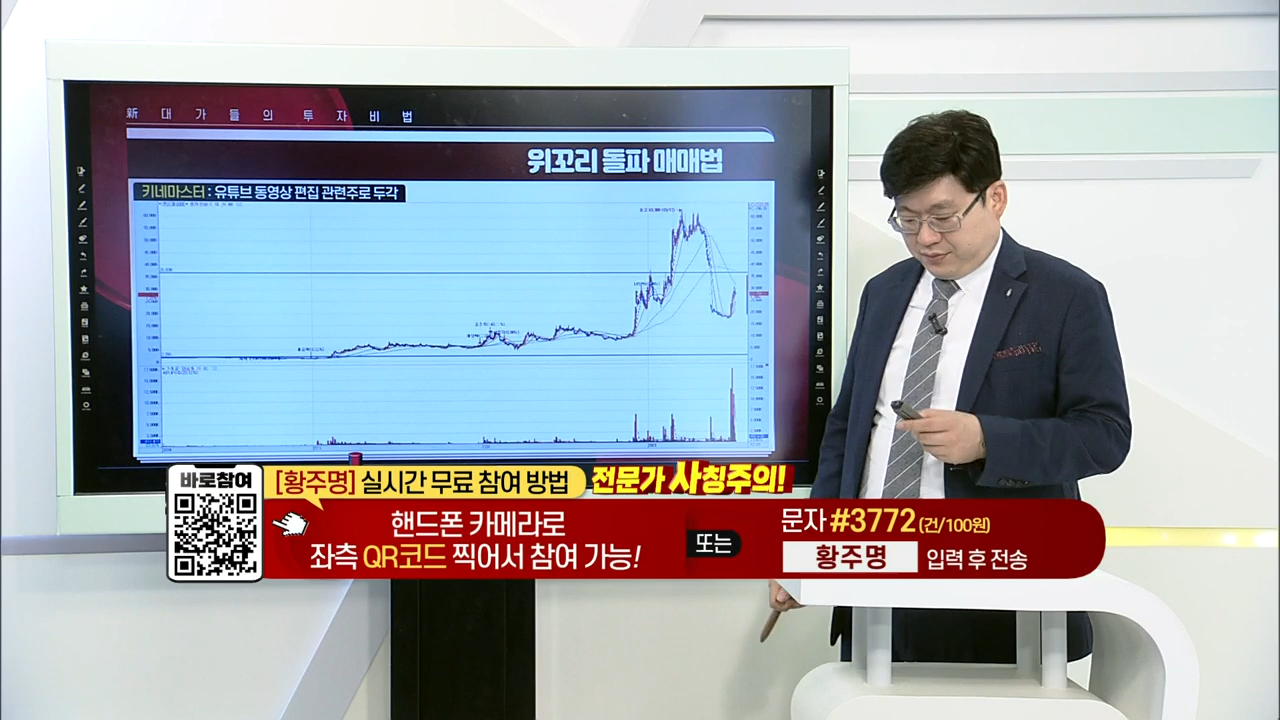 新대가들의투자비법
위꼬리 돌파 매매법
키네마스터 : 유튜브 동영상 편집 관련주로 두각
바로참여
[황주명] 실시간 무료 참여 방법
전문가 사칭주의!
핸드폰 카메라로
좌측 QR코드 찍어서 참여 가능!
또는
문자 #3772 (건/100원)
황주명 입력 후 전송